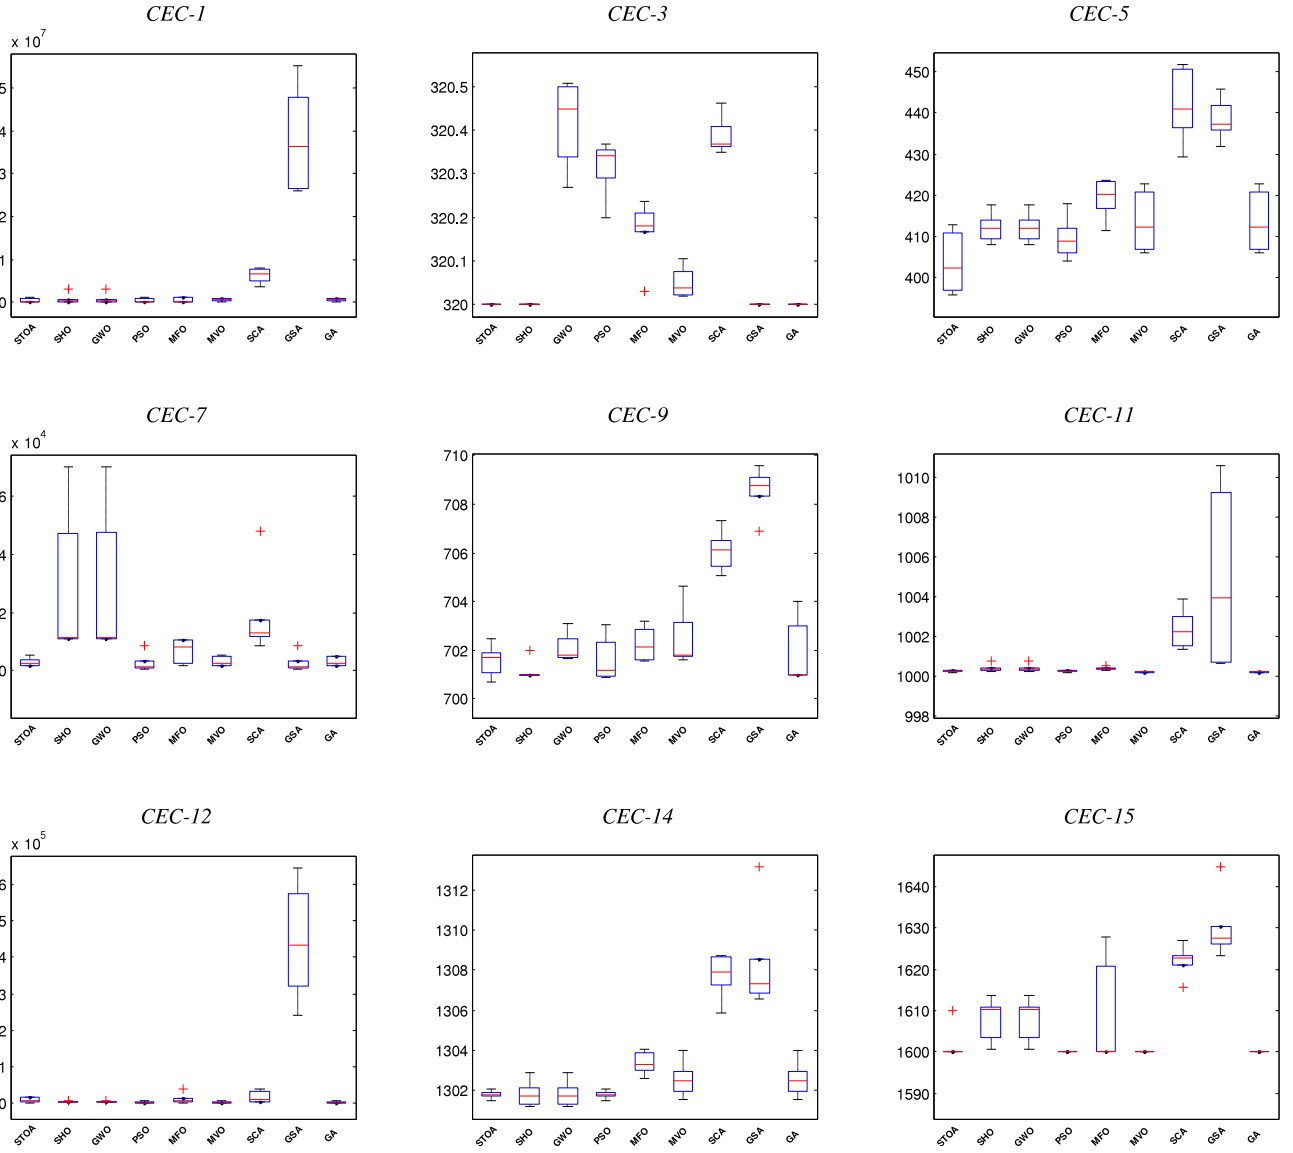 CEC-1
CEC-3
CEC-5
x 10^7
5
4
3
2
1
0
STOA SHO GWO PSO MFO MVO SCA GSA GA
320.5
320.4
320.3
320.2
320.1
320
STOA SHO GWO PSO MFO MVO SCA GSA GA
450
440
430
420
410
400
STOA SHO GWO PSO MFO MVO SCA GSA GA
CEC-7
CEC-9
CEC-11
x 10^4
6
4
2
0
STOA SHO GWO PSO MFO MVO SCA GSA GA
710
708
706
704
702
700
STOA SHO GWO PSO MFO MVO SCA GSA GA
1010
1008
1006
1004
1002
1000
998
STOA SHO GWO PSO MFO MVO SCA GSA GA
CEC-12
CEC-14
CEC-15
x 10^5
6
5
4
3
2
1
0
STOA SHO GWO PSO MFO MVO SCA GSA GA
1312
1310
1308
1306
1304
1302
STOA SHO GWO PSO MFO MVO SCA GSA GA
1640
1630
1620
1610
1600
1590
STOA SHO GWO PSO MFO MVO SCA GSA GA